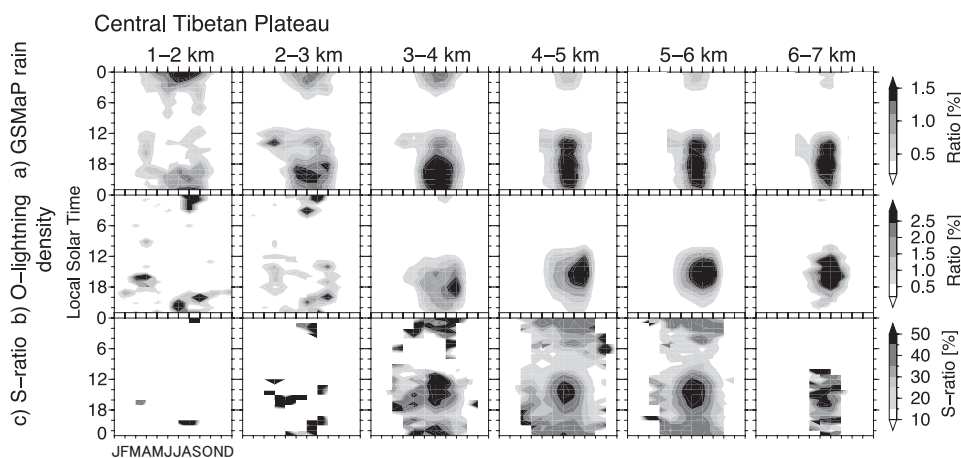 Central Tibetan Plateau
1−2 km 2−3 km 3−4 km 4−5 km 5−6 km 6−7 km
a) GSMaP rain
0
6
12
18
0
1.5
1.0
0.5
Ratio [%]
b) O−lightning
density
Local Solar Time
6
12
18
0
2.5
2.0
1.5
1.0
0.5
Ratio [%]
c) S−ratio
6
12
18
0
50
40
30
20
10
S−ratio [%]
JFMAMJJASOND